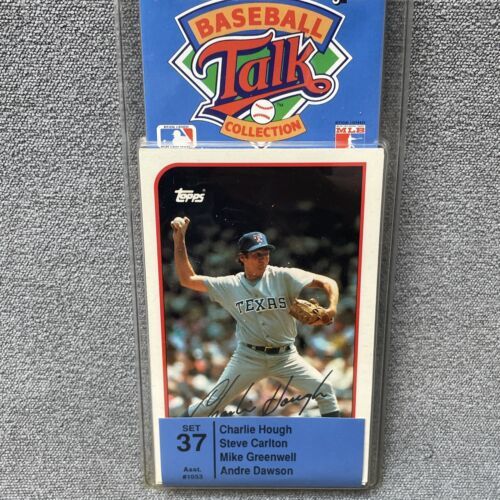 BASEBALL
Talk
™
COLLECTION
MLB
Topps
TEXAS
Charlie Hough
SET
37
Asst.
#1053
Charlie Hough
Steve Carlton
Mike Greenwell
Andre Dawson